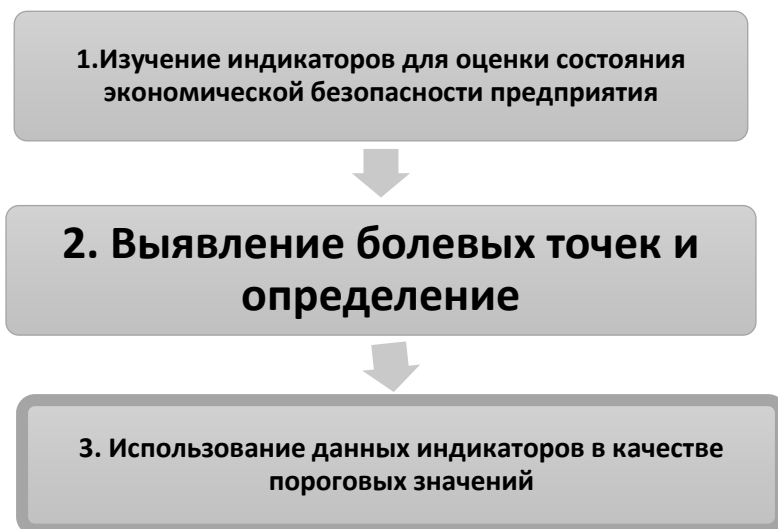 1.Изучение индикаторов для оценки состояния
экономической безопасности предприятия
2. Выявление болевых точек и
определение
3. Использование данных индикаторов в качестве
пороговых значений